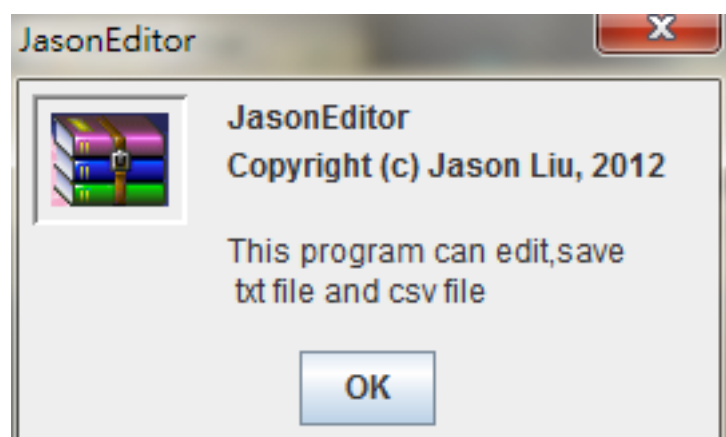 JasonEditor
JasonEditor
Copyright (c) Jason Liu, 2012
This program can edit,save
txt file and csv file
OK